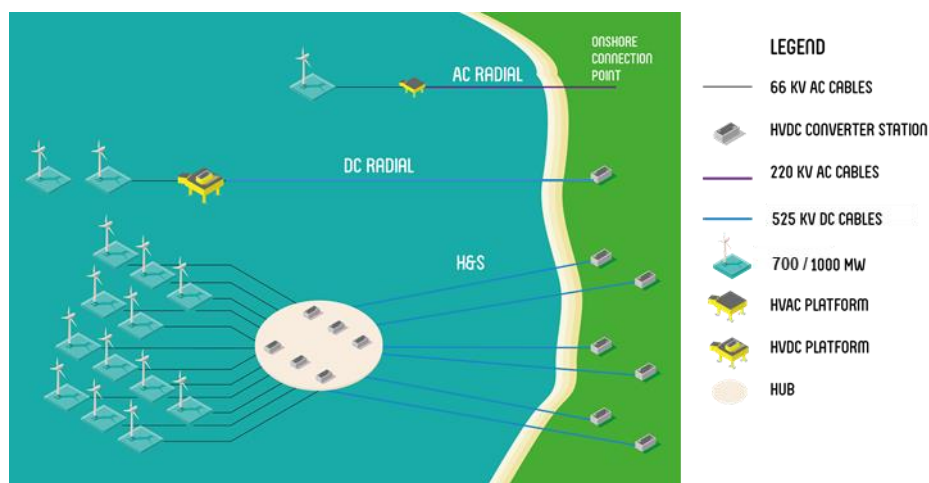 ONSHORE
CONNECTION
POINT
AC RADIAL
DC RADIAL
H&S
LEGEND
66 KV AC CABLES
HVDC CONVERTER STATION
220 KV AC CABLES
525 KV DC CABLES
700 / 1000 MW
HVAC PLATFORM
HVDC PLATFORM
HUB